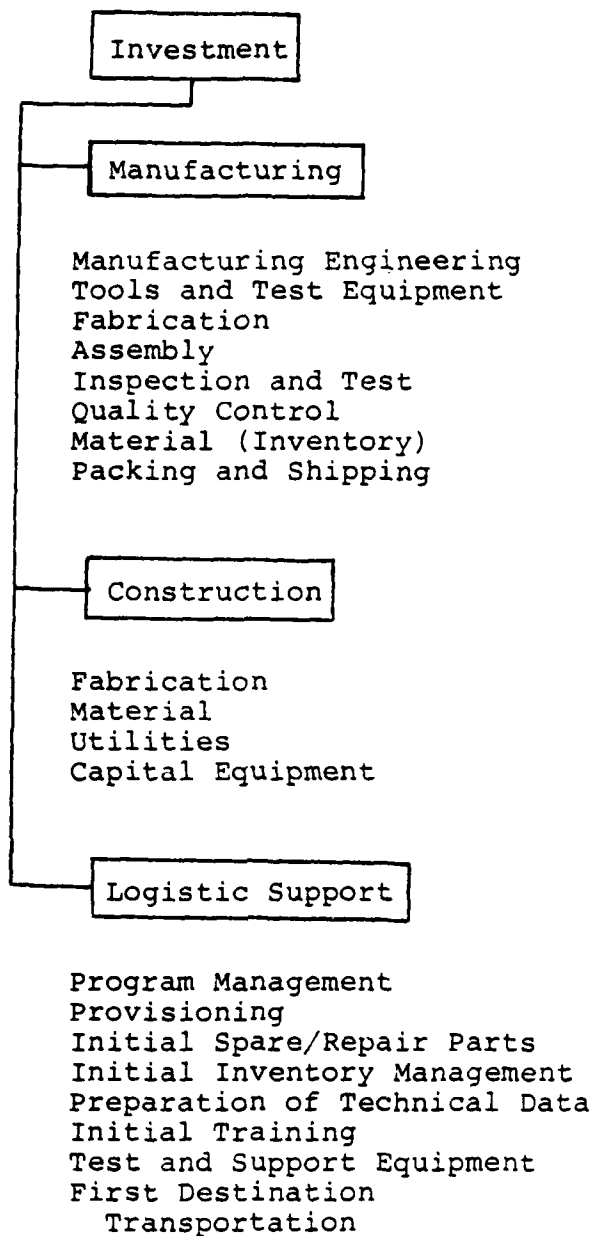 Investment
Manufacturing
Manufacturing Engineering
Tools and Test Equipment
Fabrication
Assembly
Inspection and Test
Quality Control
Material (Inventory)
Packing and Shipping
Construction
Fabrication
Material
Utilities
Capital Equipment
Logistic Support
Program Management
Provisioning
Initial Spare/Repair Parts
Initial Inventory Management
Preparation of Technical Data
Initial Training
Test and Support Equipment
First Destination
Transportation